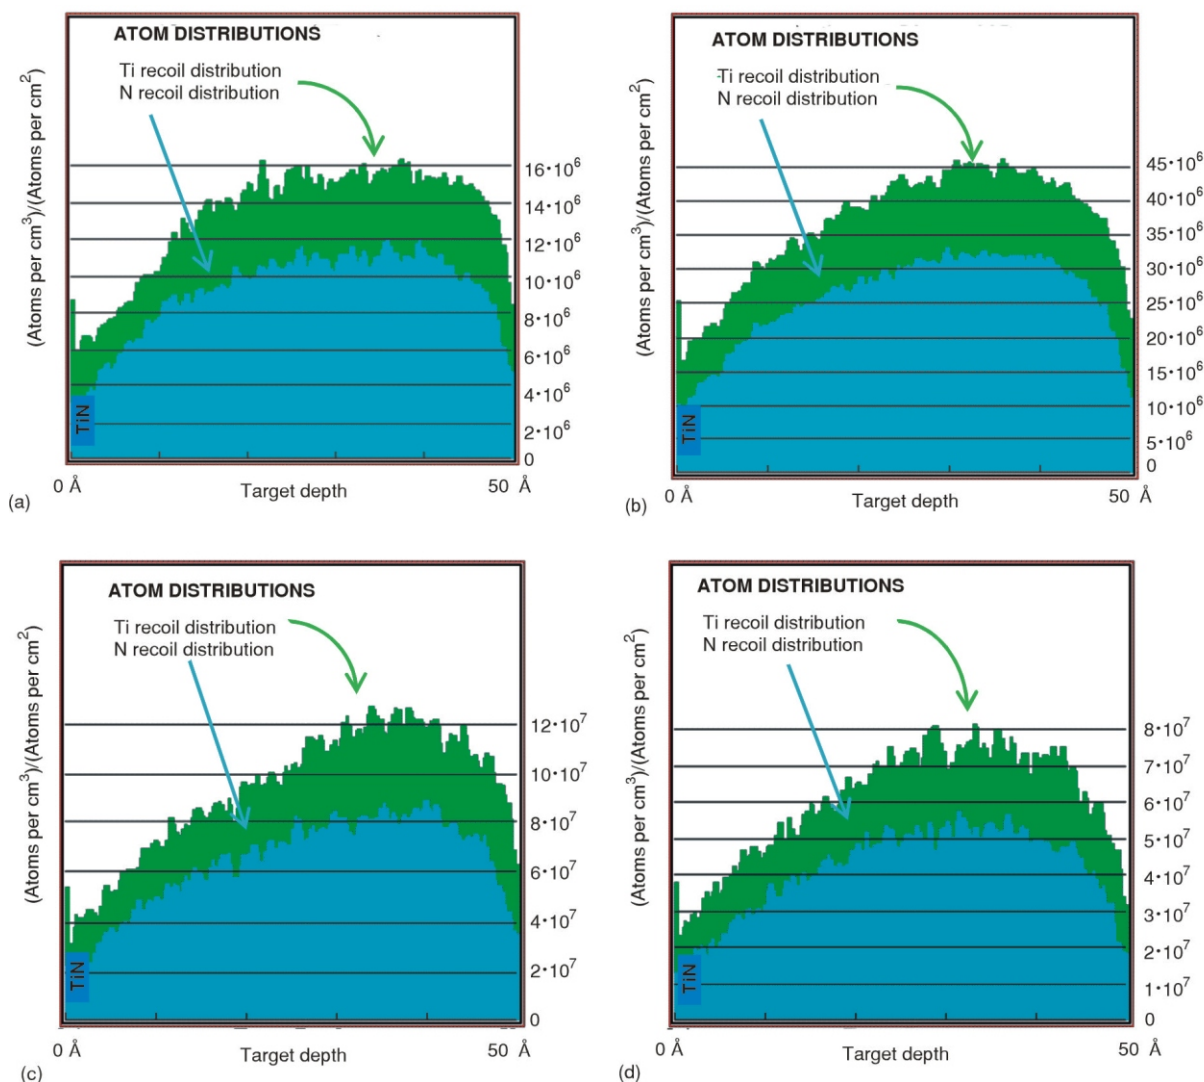 ATOM DISTRIBUTIONS
Ti recoil distribution
N recoil distribution
(Atoms per cm³)/(Atoms per cm²)
16•10⁶
14•10⁶
12•10⁶
10•10⁶
8•10⁶
6•10⁶
4•10⁶
2•10⁶
0
TiN
0 Å
Target depth
50 Å
(a)
ATOM DISTRIBUTIONS
Ti recoil distribution
N recoil distribution
(Atoms per cm³)/(Atoms per cm²)
45•10⁶
40•10⁶
35•10⁶
30•10⁶
25•10⁶
20•10⁶
15•10⁶
10•10⁶
5•10⁶
0
TiN
0 Å
Target depth
50 Å
(b)
ATOM DISTRIBUTIONS
Ti recoil distribution
N recoil distribution
(Atoms per cm³)/(Atoms per cm²)
12•10⁷
10•10⁷
8•10⁷
6•10⁷
4•10⁷
2•10⁷
0
TiN
0 Å
Target depth
50 Å
(c)
ATOM DISTRIBUTIONS
Ti recoil distribution
N recoil distribution
(Atoms per cm³)/(Atoms per cm²)
8•10⁷
7•10⁷
6•10⁷
5•10⁷
4•10⁷
3•10⁷
2•10⁷
1•10⁷
0
TiN
0 Å
Target depth
50 Å
(d)